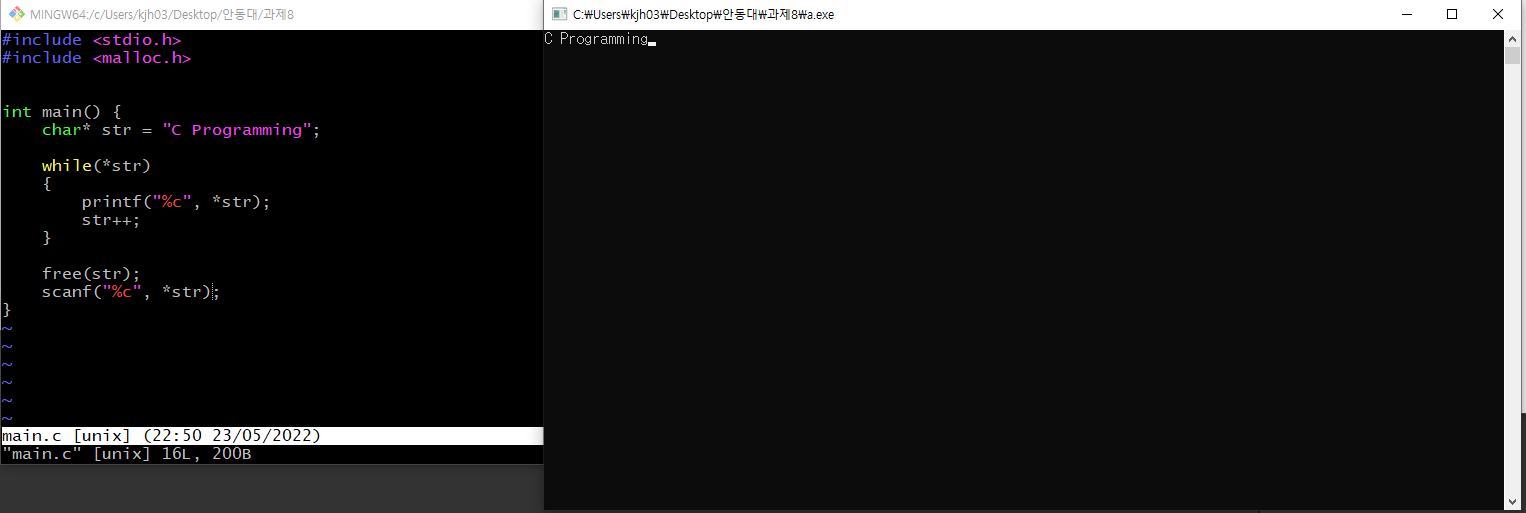 MINGW64:/c/Users/kjh03/Desktop/안동대/과제8
#include <stdio.h>
#include <malloc.h>
int main() {
    char* str = "C Programming";
    while(*str)
    {
        printf("%c", *str);
        str++;
    }
    free(str);
    scanf("%c", *str);
}
~
~
~
~
~
~
main.c [unix] (22:50 23/05/2022)
"main.c" [unix] 16L, 200B
C:₩Users₩kjh03₩Desktop₩안동대₩과제8₩a.exe
C Programming